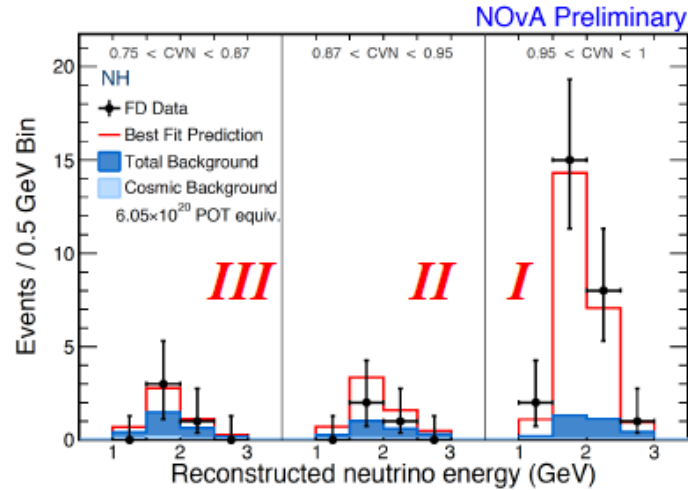 NOvA Preliminary
0.75 < CVN < 0.87
0.87 < CVN < 0.95
0.95 < CVN < 1
NH
FD Data
Best Fit Prediction
Total Background
Cosmic Background
6.05×10²⁰ POT equiv.
III
II
I
Events / 0.5 GeV Bin
20
15
10
5
0
1 2 3 1 2 3 1 2 3
Reconstructed neutrino energy (GeV)